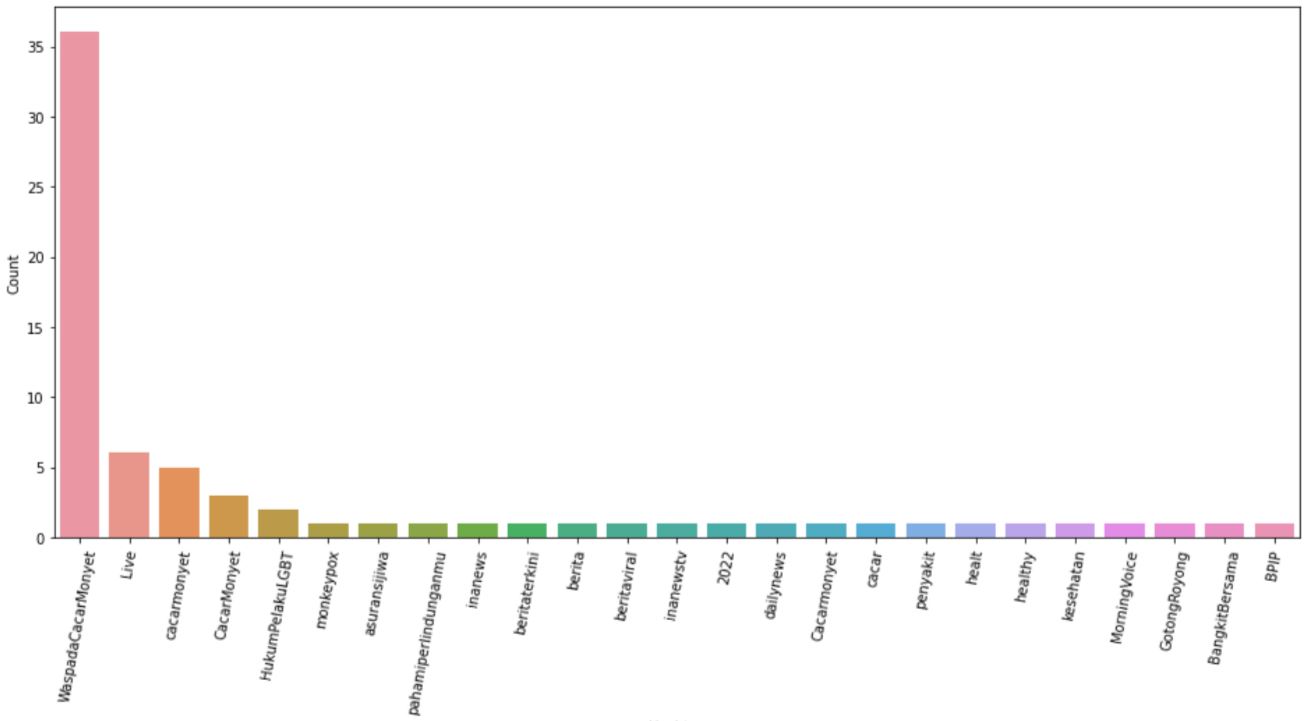 35
30
25
20
15
10
5
0
Count
WaspadaCacarMonyet
Live
cacarmonyet
CacarMonyet
HukumPelakuLGBT
monkeypox
asuransijiwa
pahamiperlindunganmu
inanews
beritaterkini
berita
beritaviral
inanewstv
2022
dailynews
Cacarmonyet
cacar
penyakit
healt
healthy
kesehatan
MorningVoice
GotongRoyong
BangkitBersama
BPIP